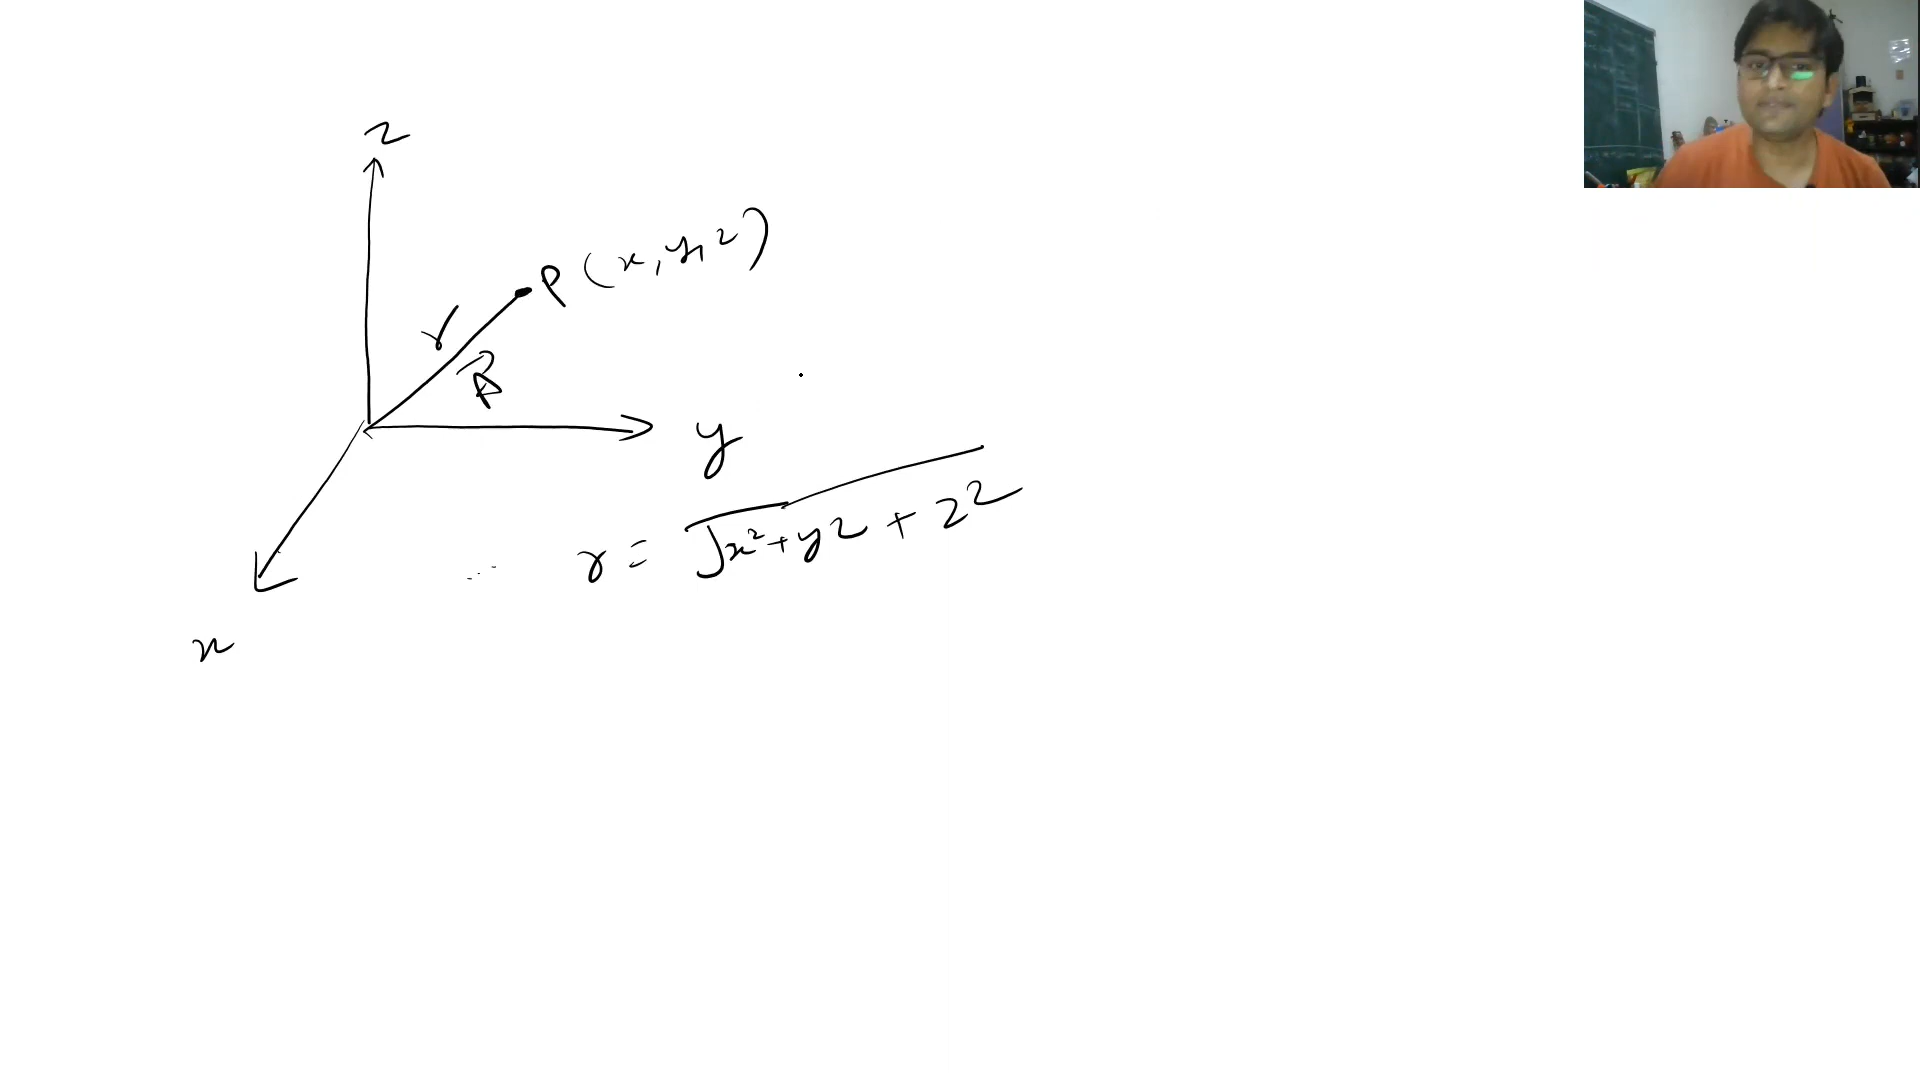 z
P (x, y, z)
r
R
y
r = √x²+y²+z²
x